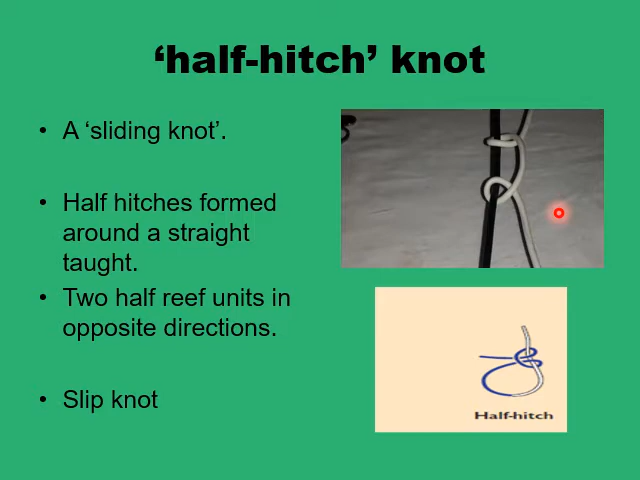 ‘half-hitch’ knot
• A ‘sliding knot’.
• Half hitches formed
around a straight
taught.
• Two half reef units in
opposite directions.
• Slip knot
Half-hitch